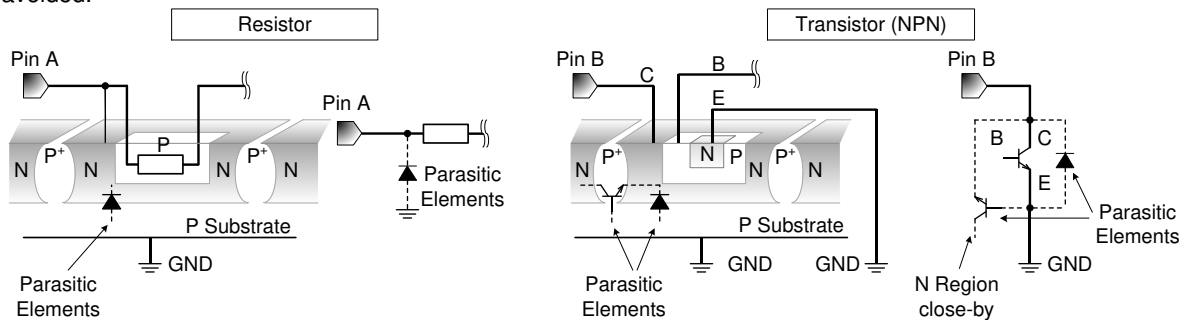 avoided.
Resistor
Transistor (NPN)
Pin A
Pin A
N
P+
N
P
N
P+
N
Parasitic
Elements
P Substrate
GND
Parasitic
Elements
Pin B
C
B
E
Pin B
N
P+
N
N
P
N
P+
N
P Substrate
GND
GND
Parasitic
Elements
B
C
E
Parasitic
Elements
GND
N Region
close-by